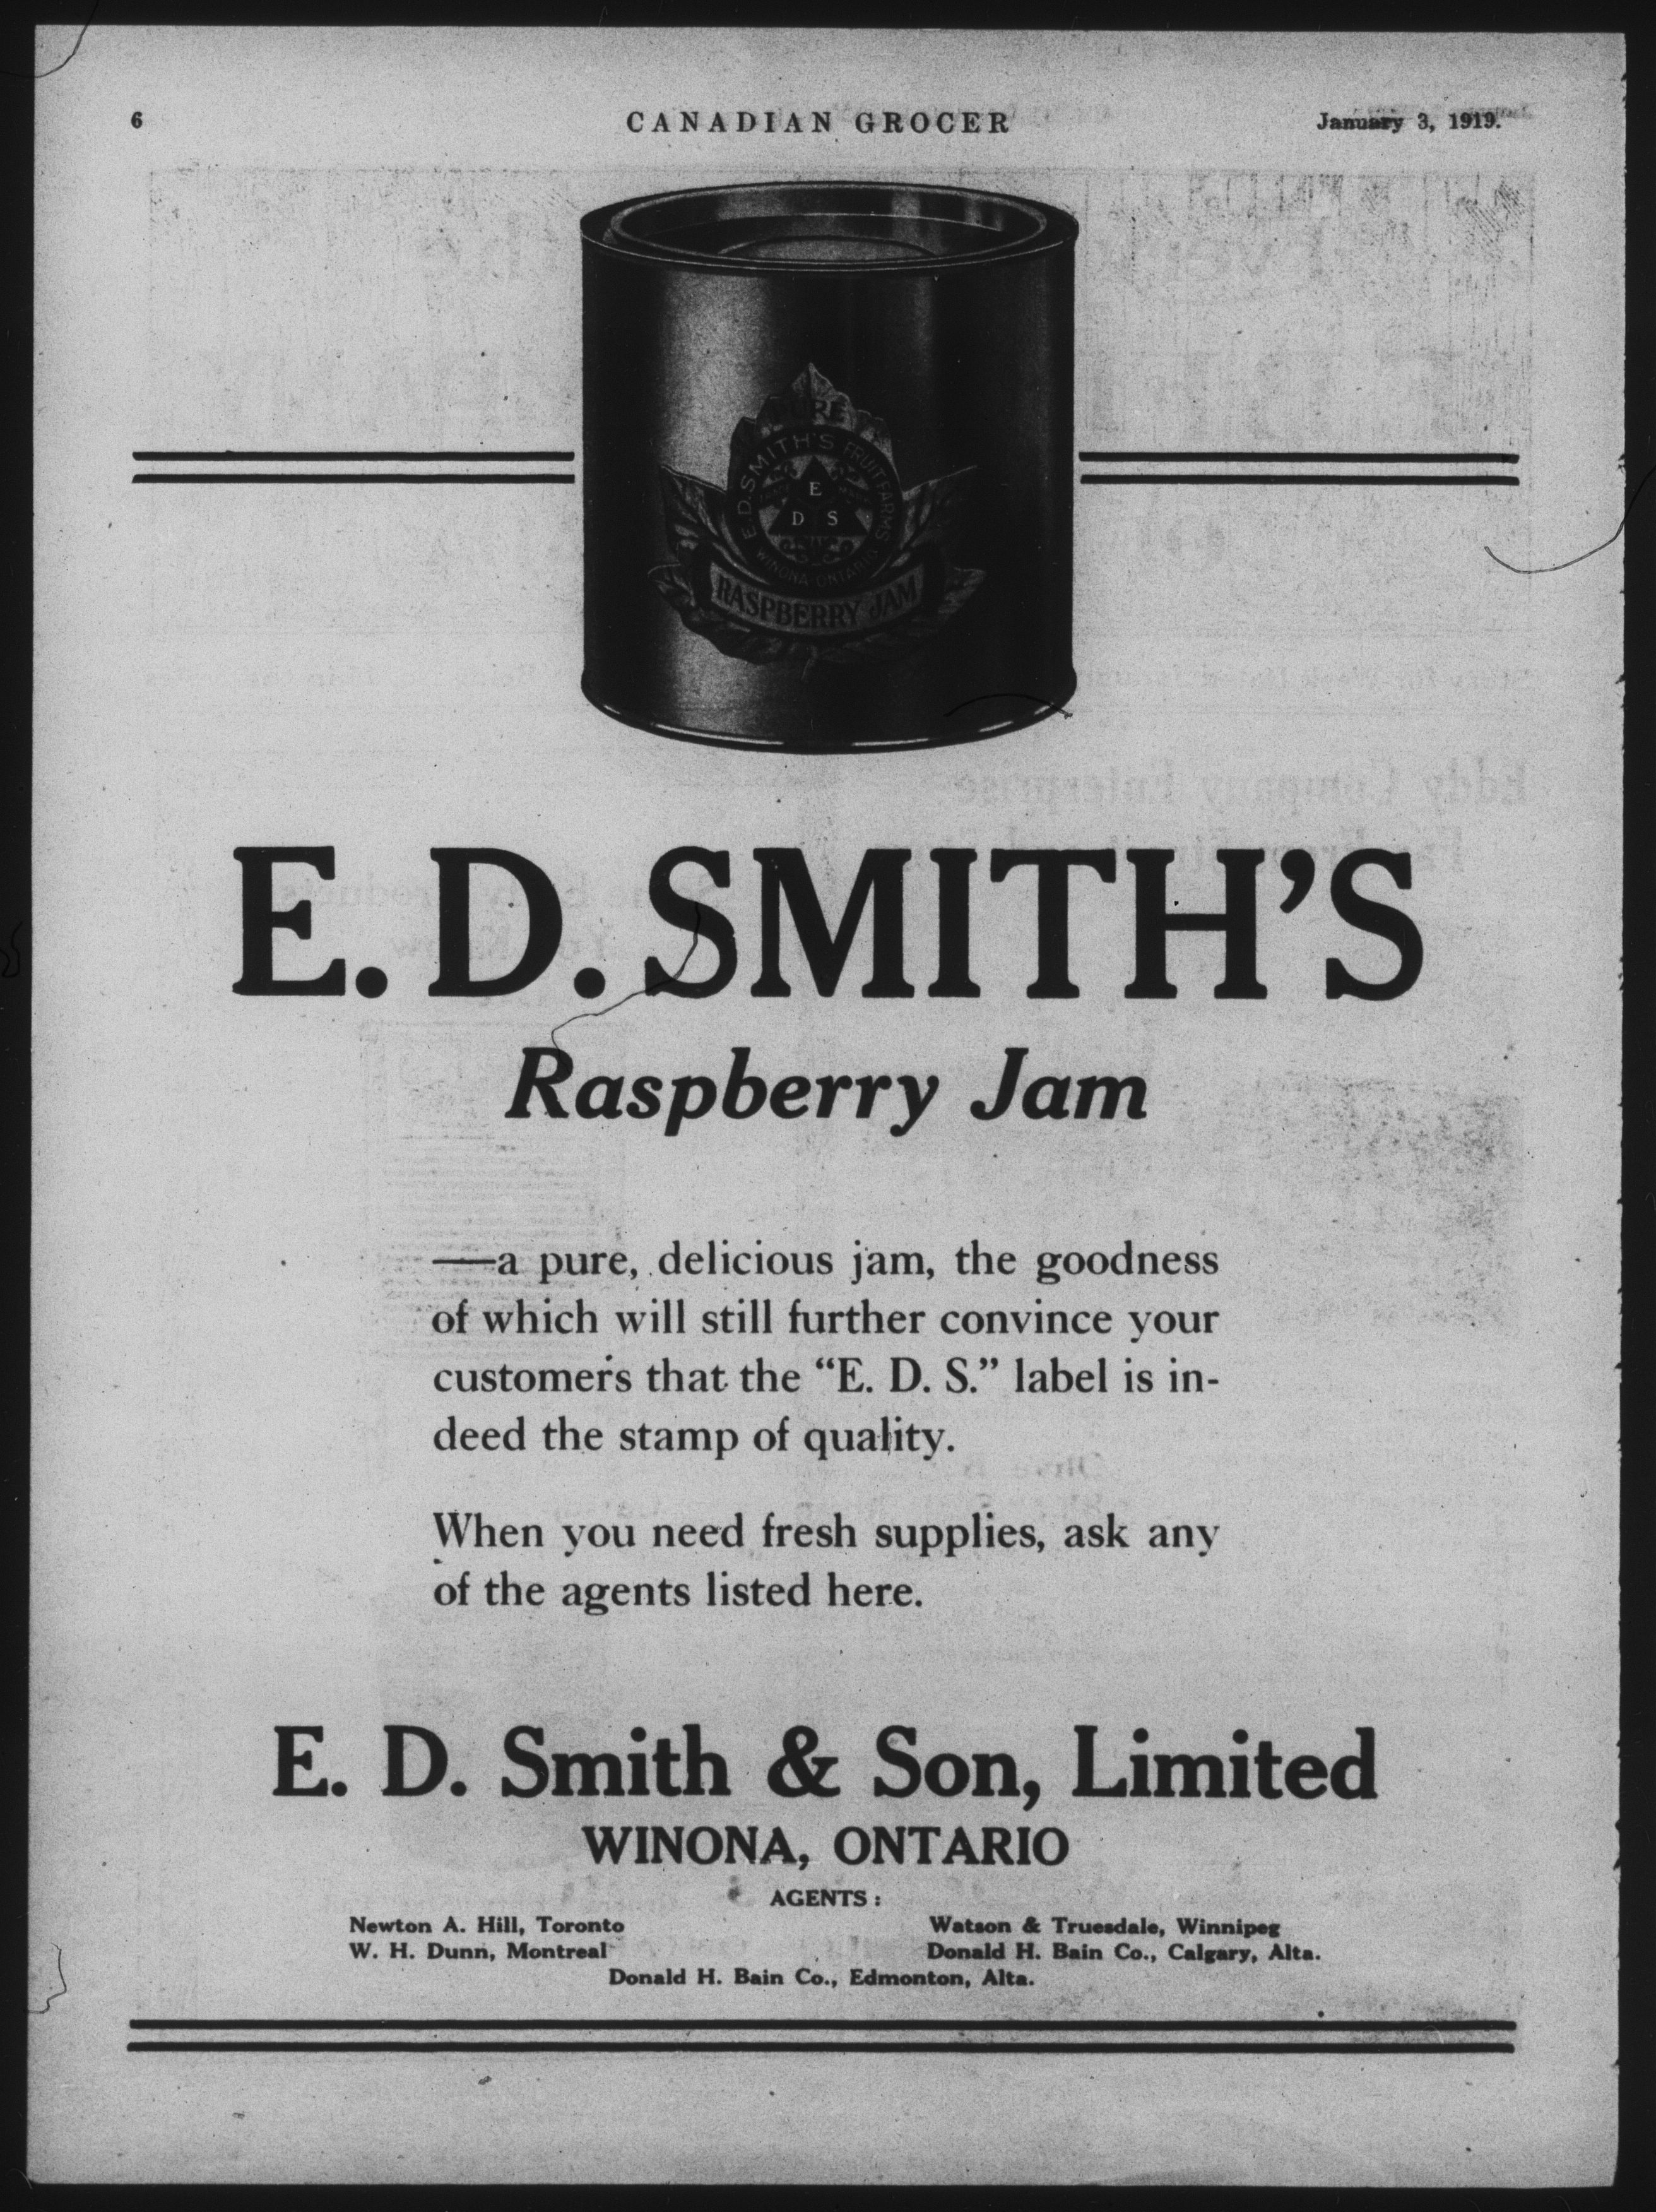 6
CANADIAN GROCER
January 3, 1919.
PURE
E.D.SMITH'S FRUIT FARMS
E
D S
WINONA-ONTARIO
RASPBERRY JAM
E. D. SMITH'S
Raspberry Jam
—a pure, delicious jam, the goodness
of which will still further convince your
customers that the “E. D. S.” label is in-
deed the stamp of quality.
When you need fresh supplies, ask any
of the agents listed here.
E. D. Smith & Son, Limited
WINONA, ONTARIO
AGENTS:
Newton A. Hill, Toronto
Watson & Truesdale, Winnipeg
W. H. Dunn, Montreal
Donald H. Bain Co., Calgary, Alta.
Donald H. Bain Co., Edmonton, Alta.